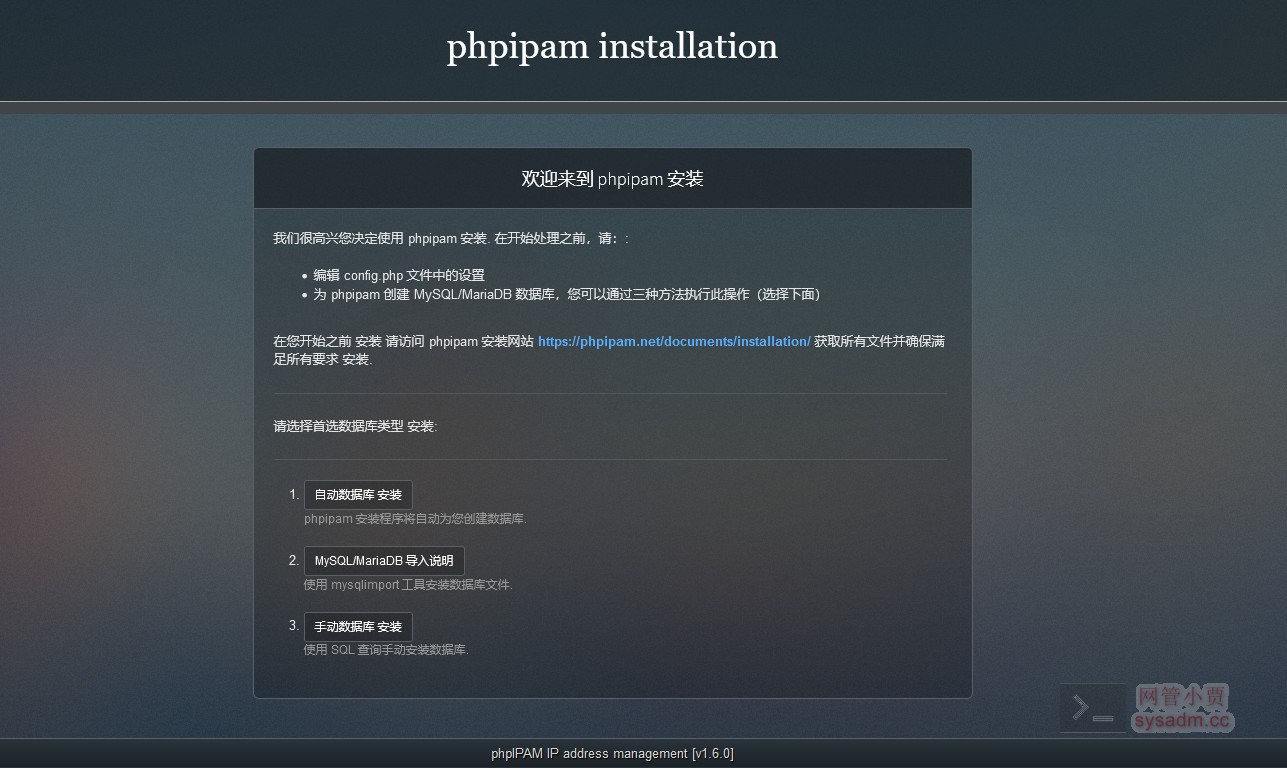 phpipam installation
欢迎来到 phpipam 安装
我们很高兴您决定使用 phpipam 安装. 在开始处理之前，请：:
• 编辑 config.php 文件中的设置
• 为 phpipam 创建 MySQL/MariaDB 数据库，您可以通过三种方法执行此操作（选择下面）
在您开始之前 安装 请访问 phpipam 安装网站 https://phpipam.net/documents/installation/ 获取所有文件并确保满
足所有要求 安装.
请选择首选数据库类型 安装:
1. 自动数据库 安装
phpipam 安装程序将自动为您创建数据库.
2. MySQL/MariaDB 导入说明
使用 mysqlimport 工具安装数据库文件.
3. 手动数据库 安装
使用 SQL 查询手动安装数据库.
网管小贾
sysadm.cc
phpIPAM IP address management [v1.6.0]